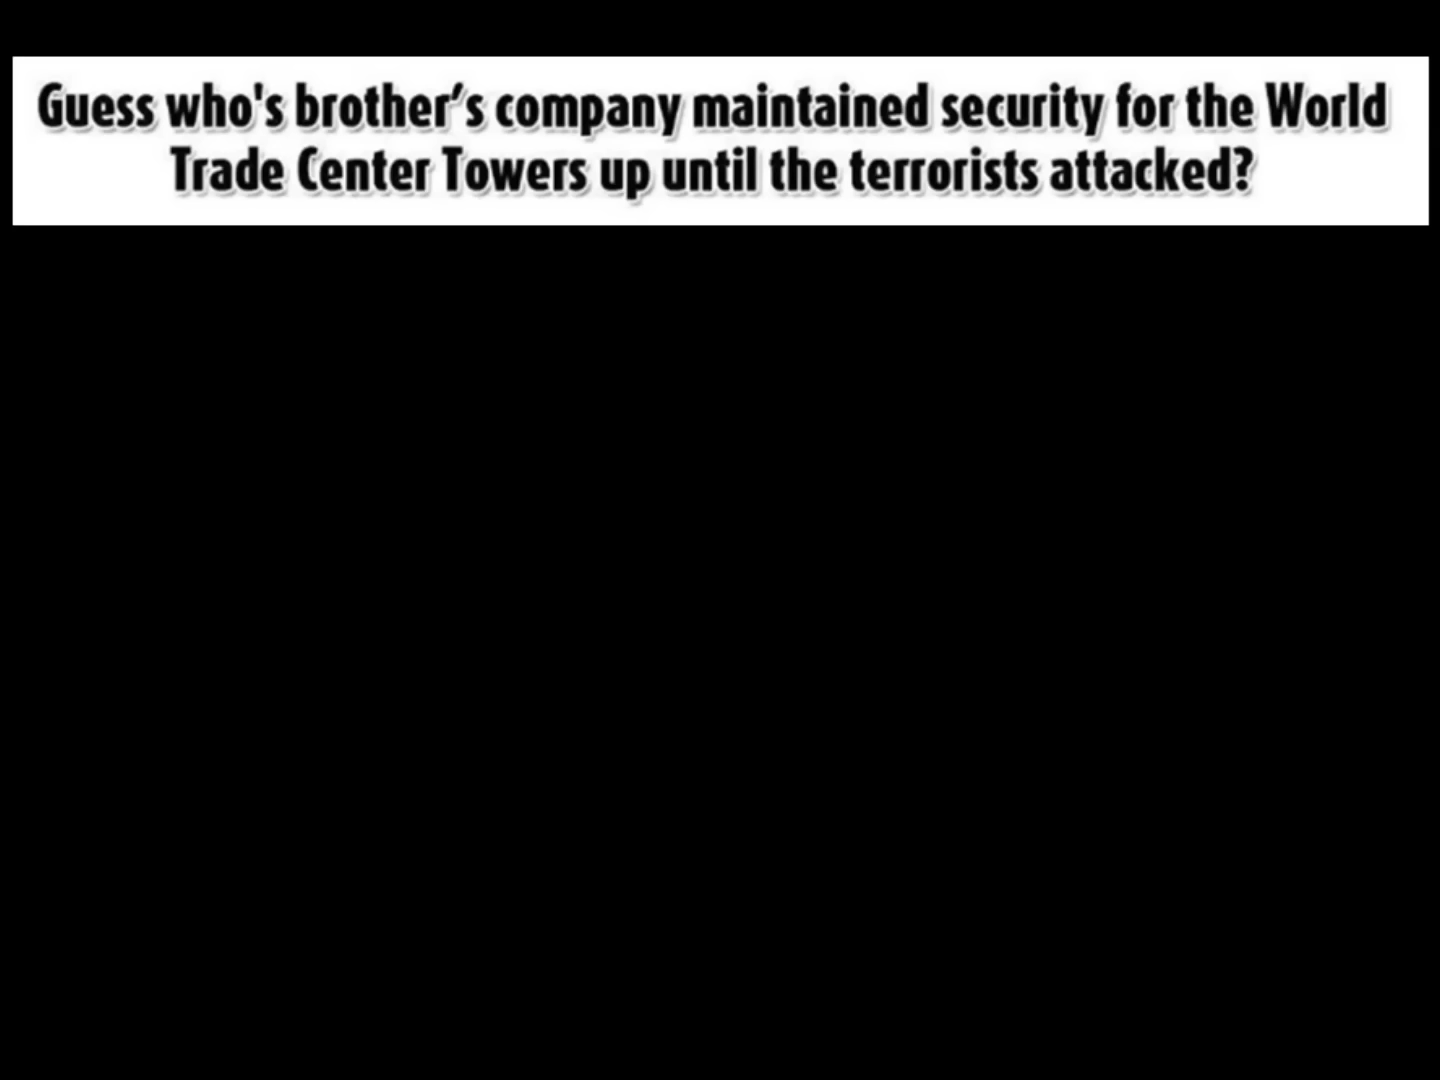 Guess who's brother‘s company maintained security for the World
Trade Center Towers up until the terrorists attacked?